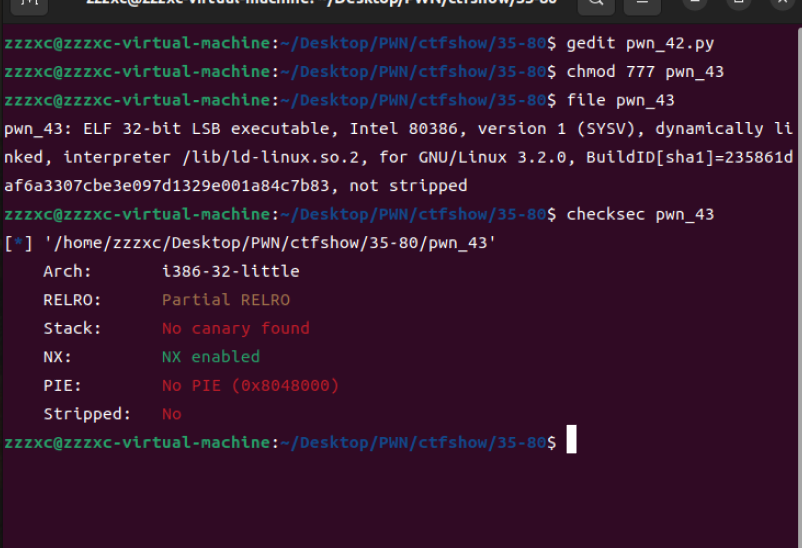 zzzxc@zzzxc-virtual-machine: ~/Desktop/PWN/ctfshow/35-80
zzzxc@zzzxc-virtual-machine:~/Desktop/PWN/ctfshow/35-80$ gedit pwn_42.py
zzzxc@zzzxc-virtual-machine:~/Desktop/PWN/ctfshow/35-80$ chmod 777 pwn_43
zzzxc@zzzxc-virtual-machine:~/Desktop/PWN/ctfshow/35-80$ file pwn_43
pwn_43: ELF 32-bit LSB executable, Intel 80386, version 1 (SYSV), dynamically li
nked, interpreter /lib/ld-linux.so.2, for GNU/Linux 3.2.0, BuildID[sha1]=235861d
af6a3307cbe3e097d1329e001a84c7b83, not stripped
zzzxc@zzzxc-virtual-machine:~/Desktop/PWN/ctfshow/35-80$ checksec pwn_43
[*] '/home/zzzxc/Desktop/PWN/ctfshow/35-80/pwn_43'
    Arch:       i386-32-little
    RELRO:      Partial RELRO
    Stack:      No canary found
    NX:         NX enabled
    PIE:        No PIE (0x8048000)
    Stripped:   No
zzzxc@zzzxc-virtual-machine:~/Desktop/PWN/ctfshow/35-80$